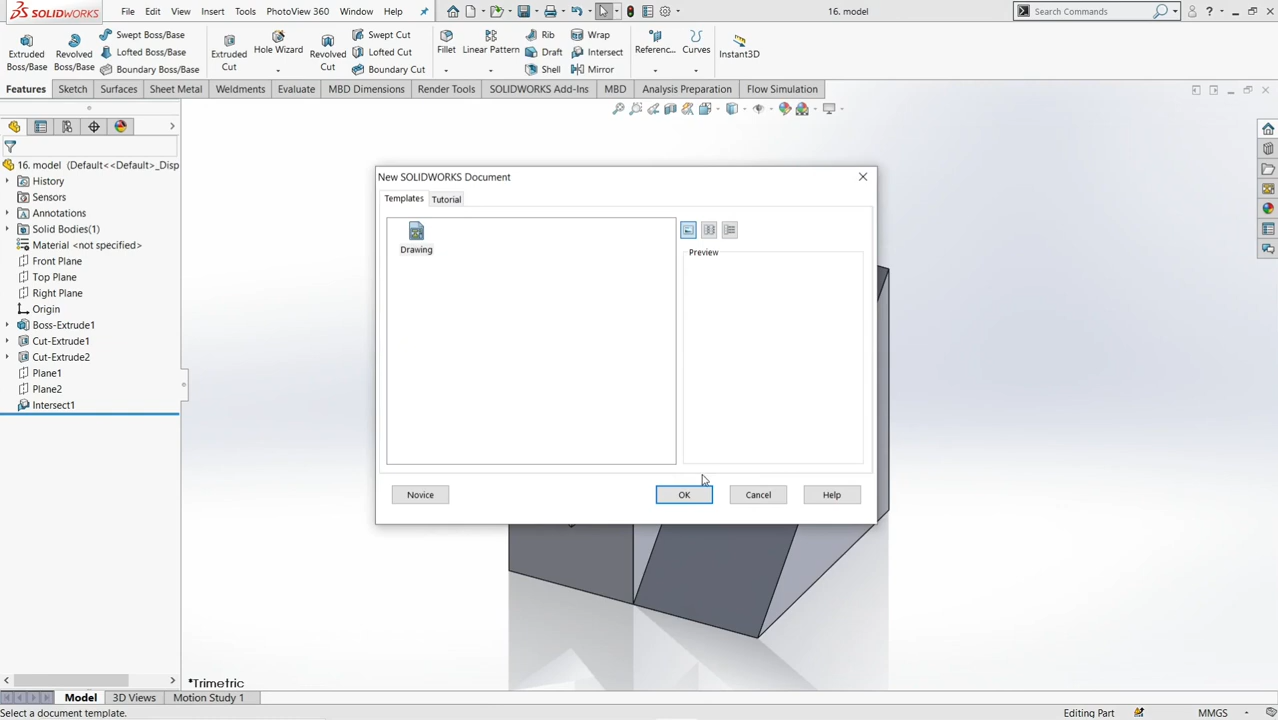 SOLIDWORKS File Edit View Insert Tools PhotoView 360 Window Help 16. model Search Commands
Extruded Boss/Base
Revolved Boss/Base
Swept Boss/Base
Lofted Boss/Base
Boundary Boss/Base
Extruded Cut
Hole Wizard
Revolved Cut
Swept Cut
Lofted Cut
Boundary Cut
Fillet
Linear Pattern
Rib
Draft
Shell
Wrap
Intersect
Mirror
Referenc...
Curves
Instant3D
Features Sketch Surfaces Sheet Metal Weldments Evaluate MBD Dimensions Render Tools SOLIDWORKS Add-Ins MBD Analysis Preparation Flow Simulation
16. model (Default<<Default>_Disp
History
Sensors
Annotations
Solid Bodies(1)
Material <not specified>
Front Plane
Top Plane
Right Plane
Origin
Boss-Extrude1
Cut-Extrude1
Cut-Extrude2
Plane1
Plane2
Intersect1
New SOLIDWORKS Document
Templates Tutorial
Drawing
Preview
Novice OK Cancel Help
*Trimetric
Model 3D Views Motion Study 1
Select a document template. Editing Part MMGS